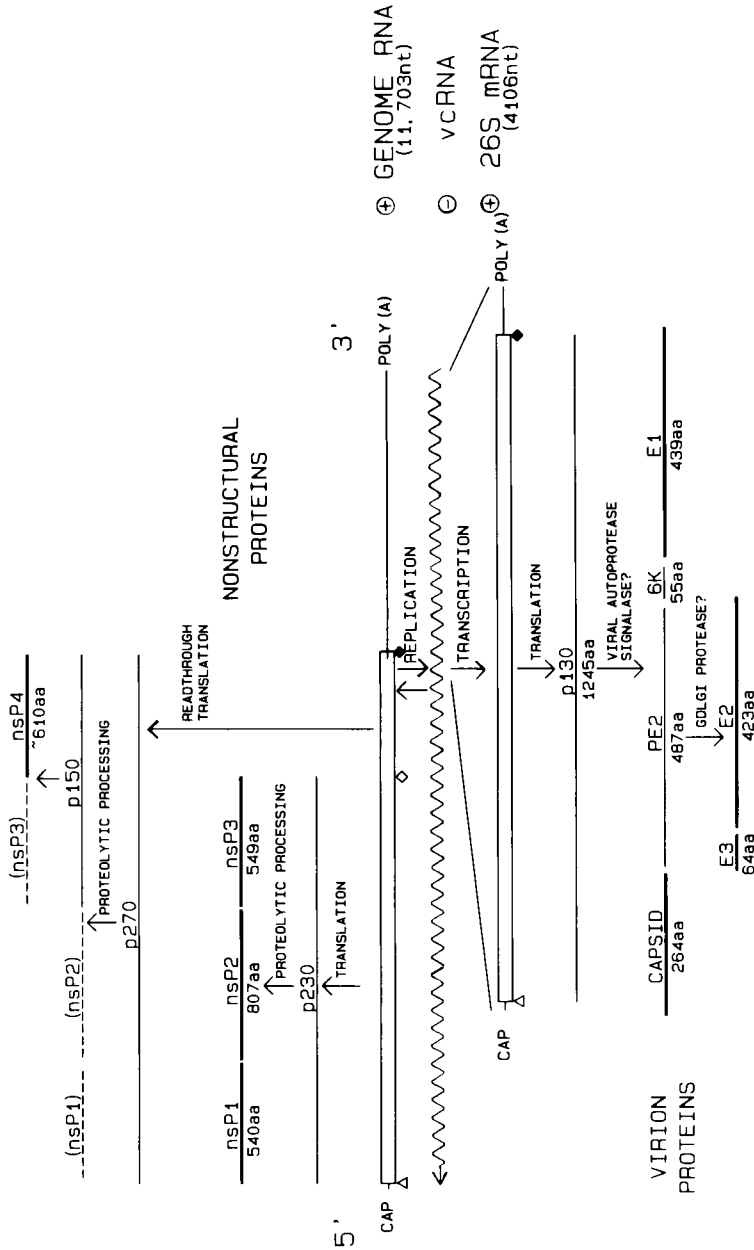 (nsP3)
nsP4
~610aa
p150
(nsP1)
(nsP2)
PROTEOLYTIC PROCESSING
p270
READTHROUGH
TRANSLATION
NONSTRUCTURAL
PROTEINS
nsP1
540aa
nsP2
807aa
nsP3
549aa
PROTEOLYTIC PROCESSING
p230
TRANSLATION
5'
3'
CAP
POLY(A)
⊕ GENOME RNA
(11,703nt)
REPLICATION
⊖ vcRNA
TRANSCRIPTION
POLY(A)
⊕ 26S mRNA
(4106nt)
CAP
TRANSLATION
p130
1245aa
VIRAL AUTOPROTEASE
SIGNALASE?
VIRION
PROTEINS
CAPSID
264aa
PE2
487aa
6K
55aa
E1
439aa
GOLGI PROTEASE?
E3
64aa
E2
423aa